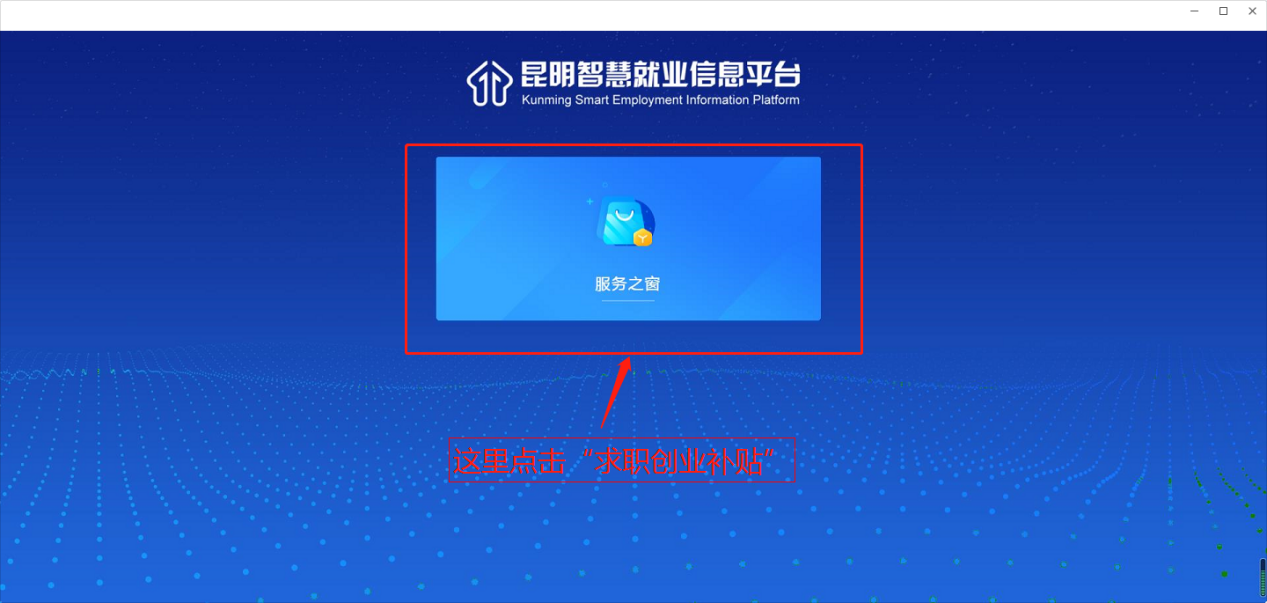 昆明智慧就业信息平台
Kunming Smart Employment Information Platform
服务之窗
这里点击“求职创业补贴”